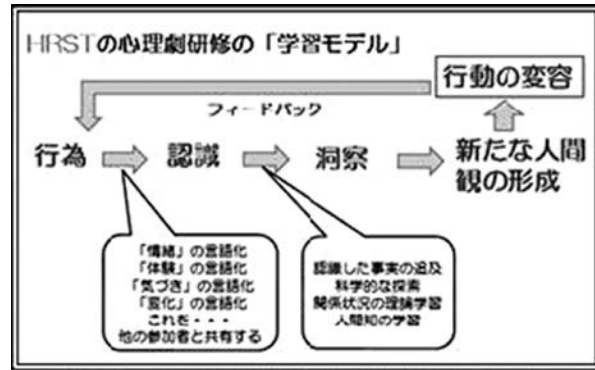 HRSTの心理劇研修の「学習モデル」
行動の変容
フィードバック
行為
認識
洞察
新たな人間
観の形成
「情緒」の言語化
「体験」の言語化
「気づき」の言語化
「変化」の言語化
これを・・・
他の参加者と共有する
認識した事実の追及
科学的な探索
関係状況の理論学習
人間知の学習